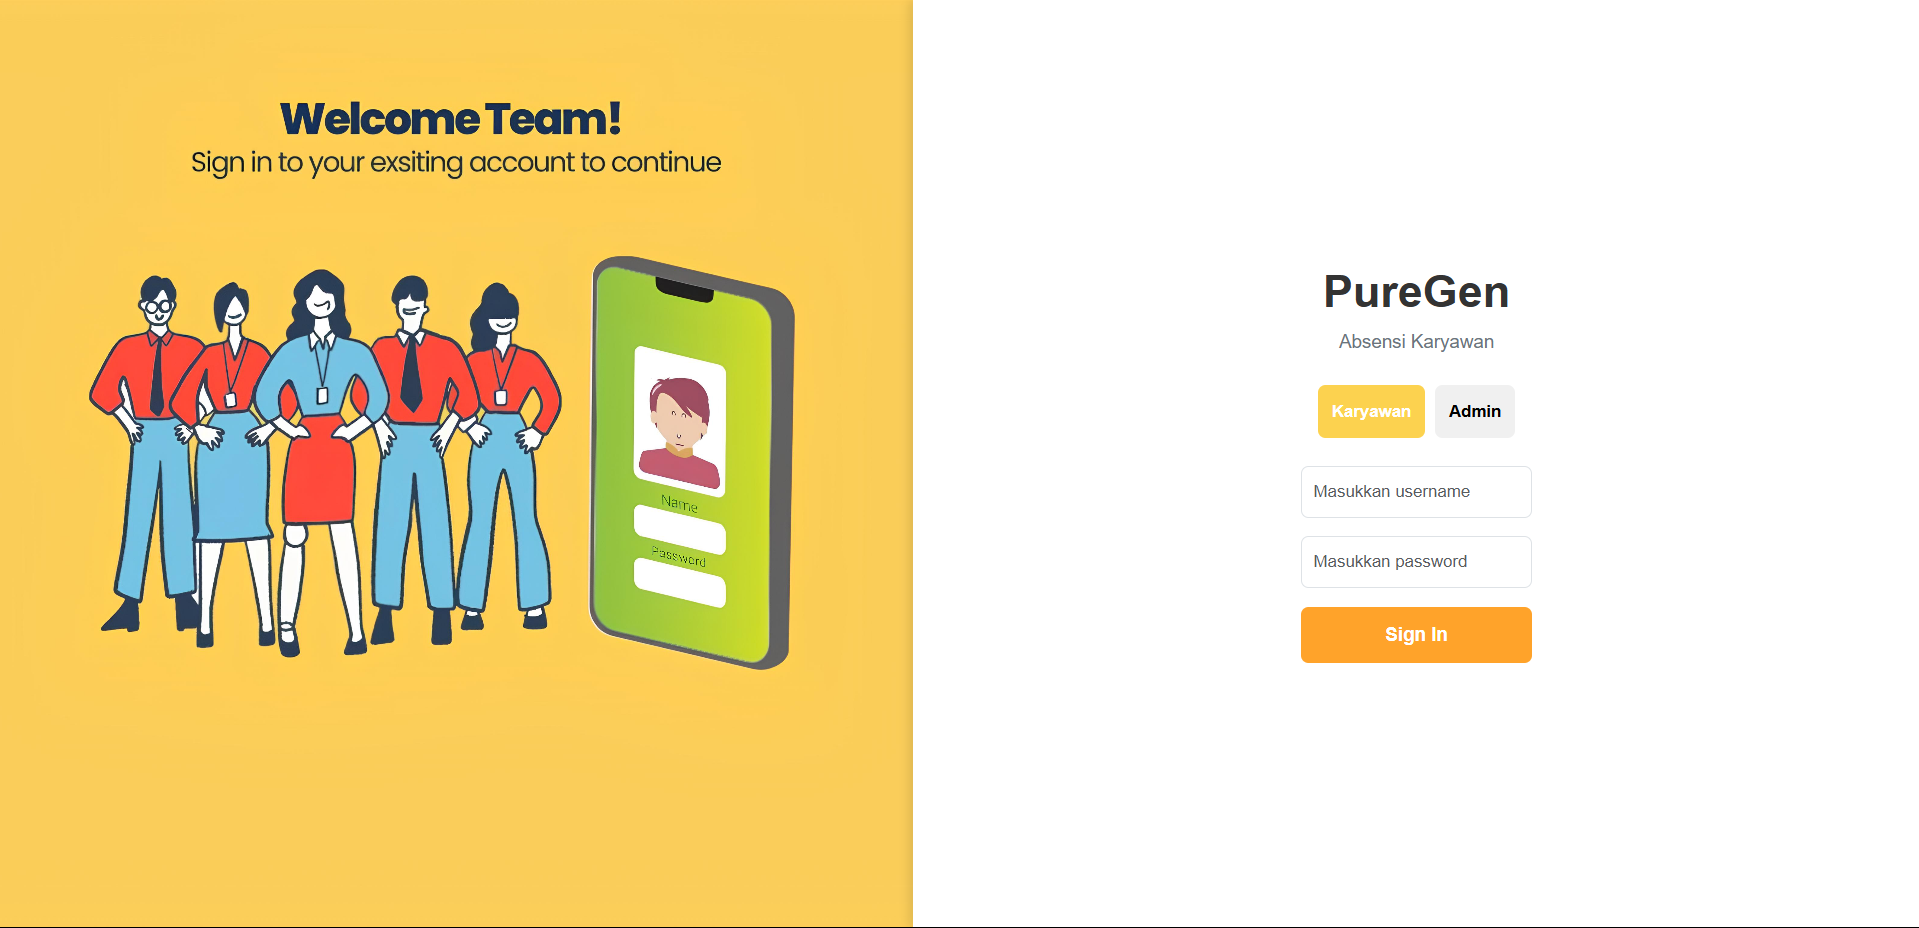 Welcome Team!
Sign in to your exsiting account to continue
Name
Password
PureGen
Absensi Karyawan
Karyawan
Admin
Masukkan username
Masukkan password
Sign In